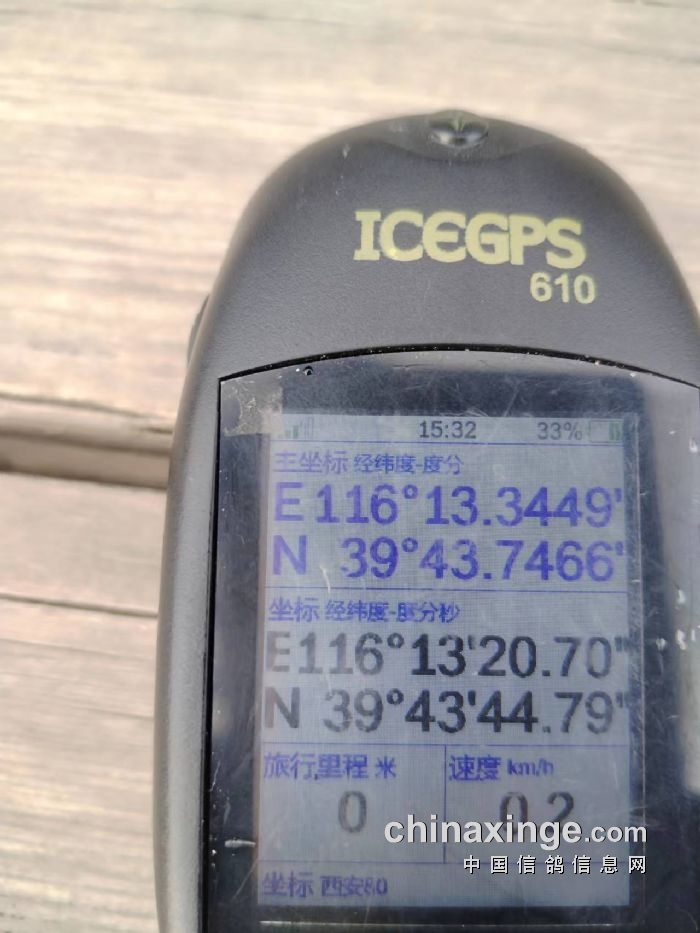 ICEGPS
610
15:32 33%
主坐标 经纬度-度分
E 116°13.3449'
N 39°43.7466'
坐标 经纬度-度分秒
E116°13'20.70"
N 39°43'44.79"
旅行里程 米 速度 km/h
0 0.2
chinaxinge.com
中国信鸽信息网
坐标 西安80